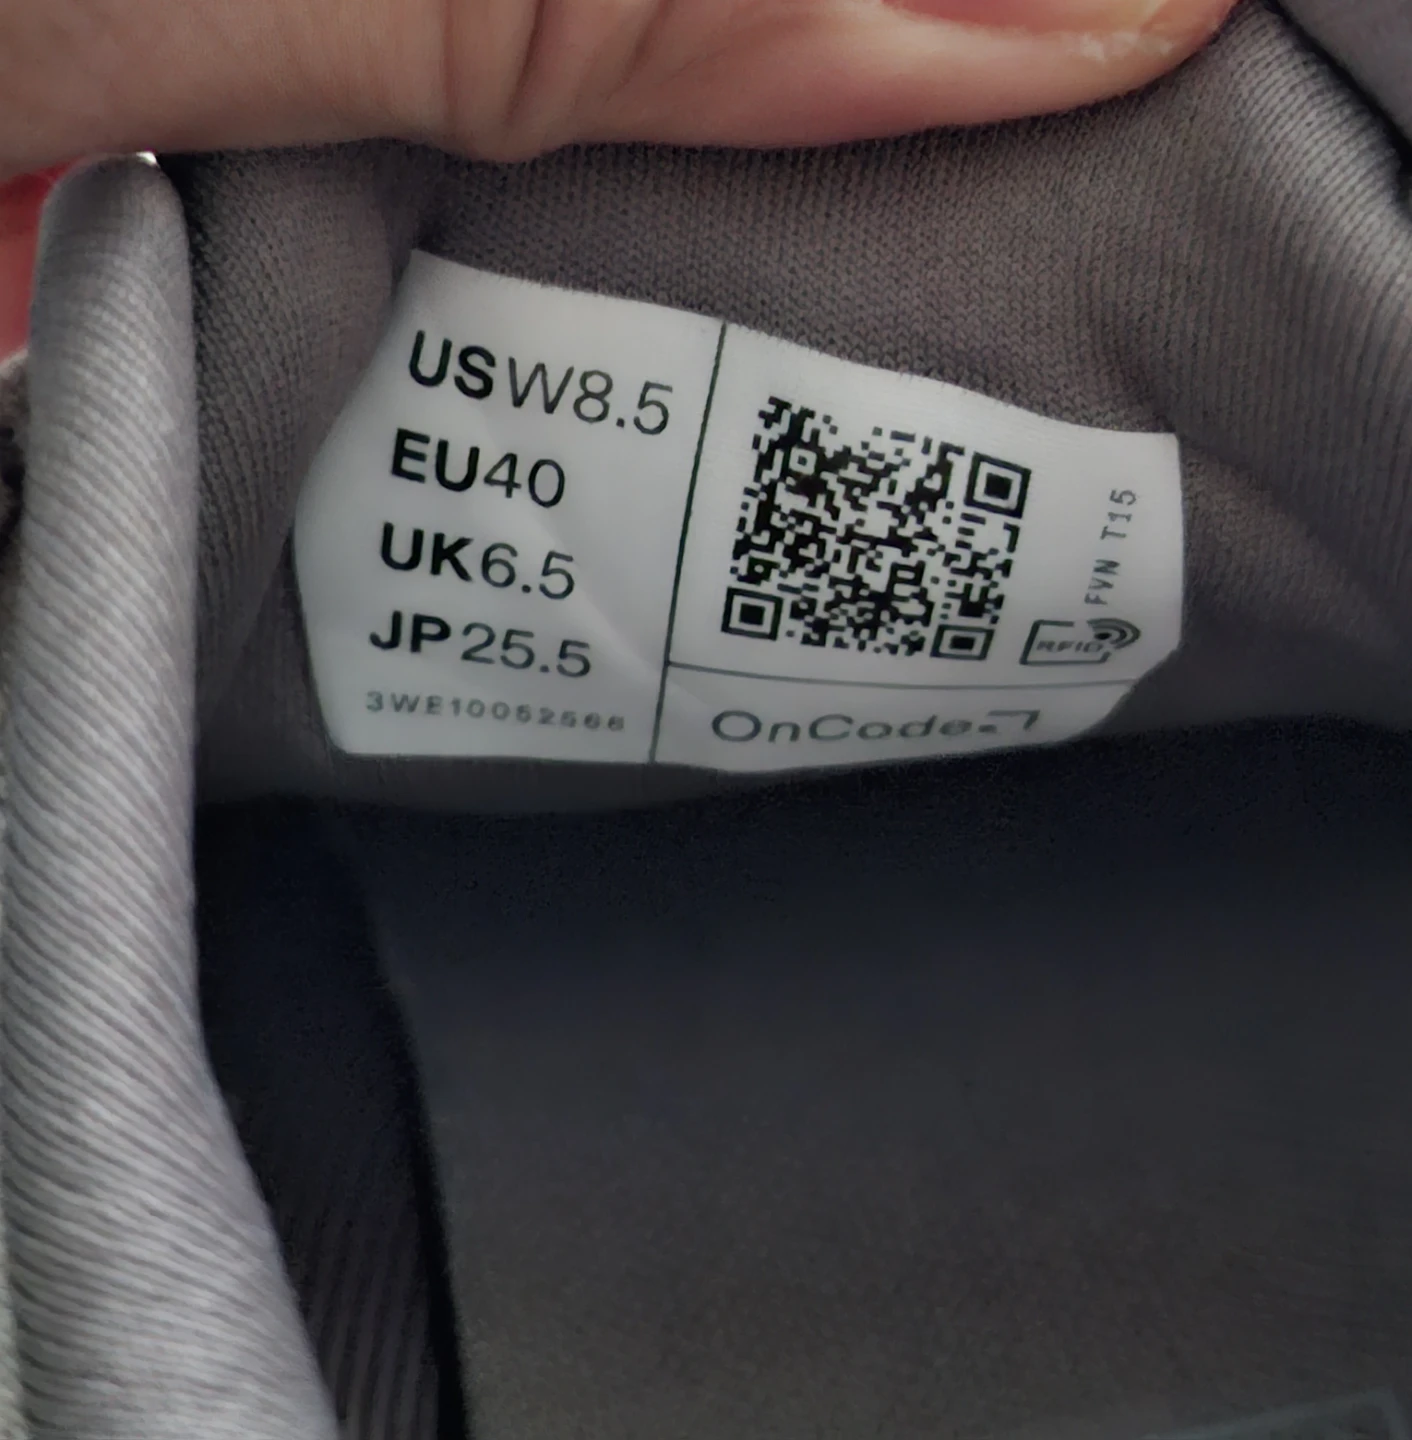 USW8.5
EU40
UK6.5
JP25.5
3WE10052566
FVN T15
RFID
OnCode